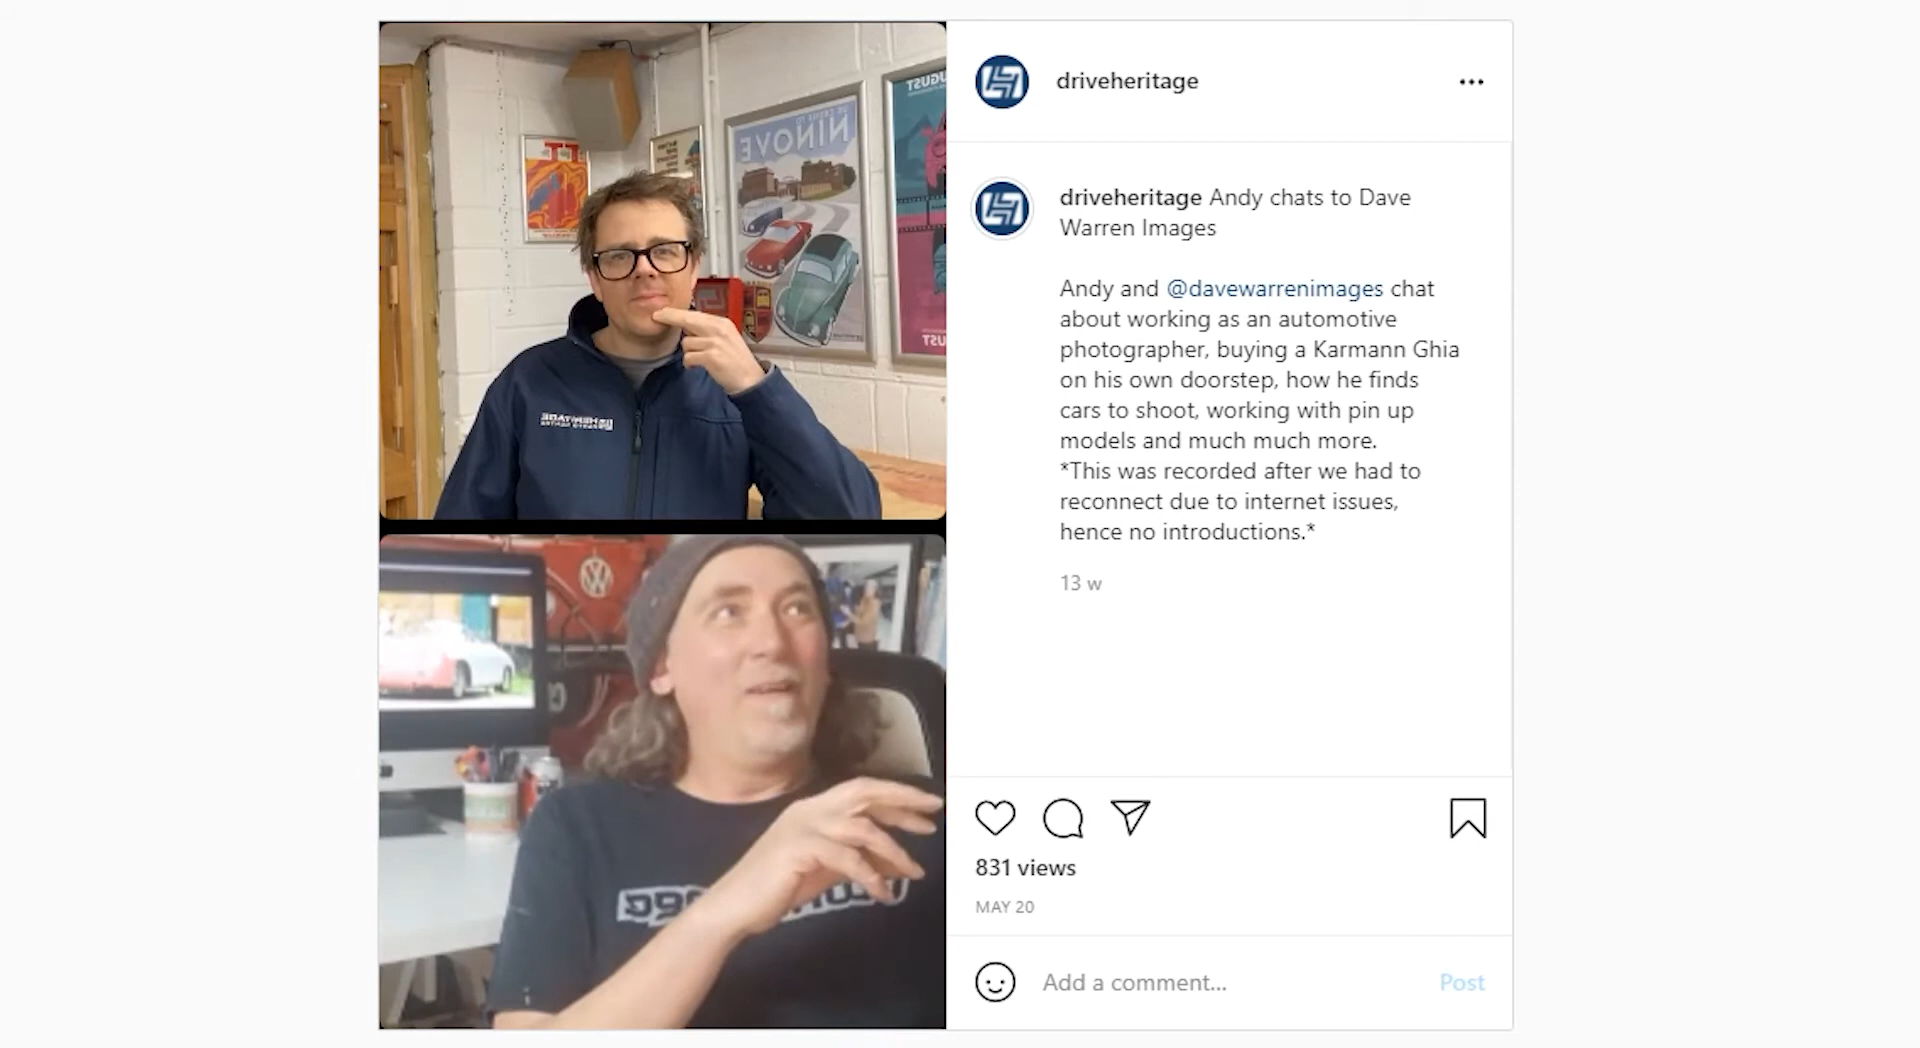 NINOVE
driveheritage
driveheritage Andy chats to Dave
Warren Images
Andy and @davewarrenimages chat
about working as an automotive
photographer, buying a Karmann Ghia
on his own doorstep, how he finds
cars to shoot, working with pin up
models and much much more.
*This was recorded after we had to
reconnect due to internet issues,
hence no introductions.*
13 w
831 views
MAY 20
Add a comment...
Post